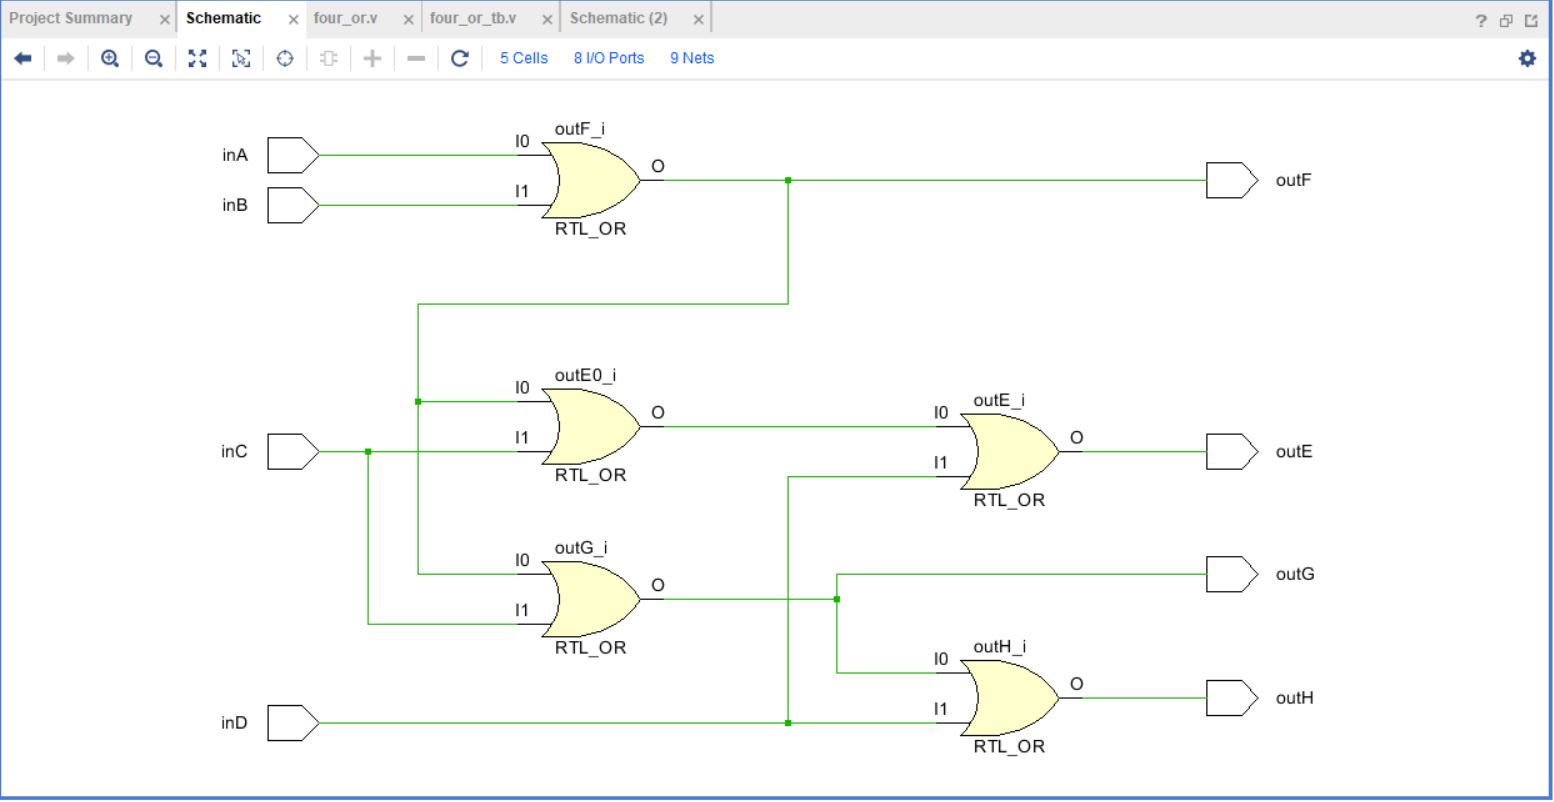 Project Summary × Schematic × four_or.v × four_or_tb.v × Schematic (2) × ?
5 Cells 8 I/O Ports 9 Nets
outF_i
inA I0 O outF
inB I1
RTL_OR
outE0_i
I0 O outE_i
inC I1 I0 O outE
RTL_OR I1
RTL_OR
outG_i
I0 O outG
I1
RTL_OR outH_i
I0 O outH
inD I1
RTL_OR